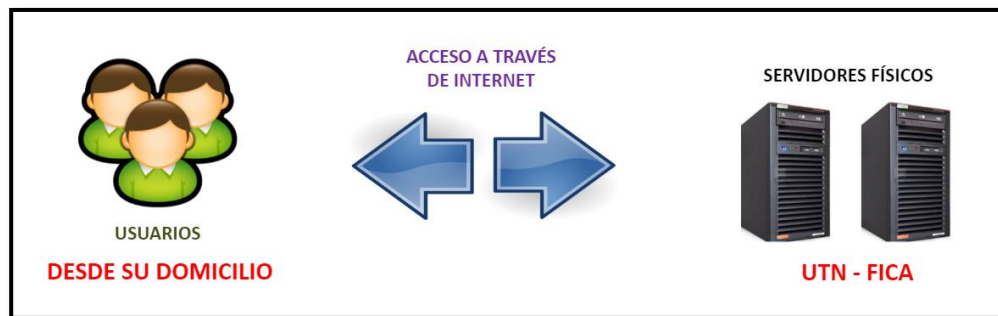 ACCESO A TRAVÉS
DE INTERNET
SERVIDORES FÍSICOS
USUARIOS
DESDE SU DOMICILIO
UTN - FICA